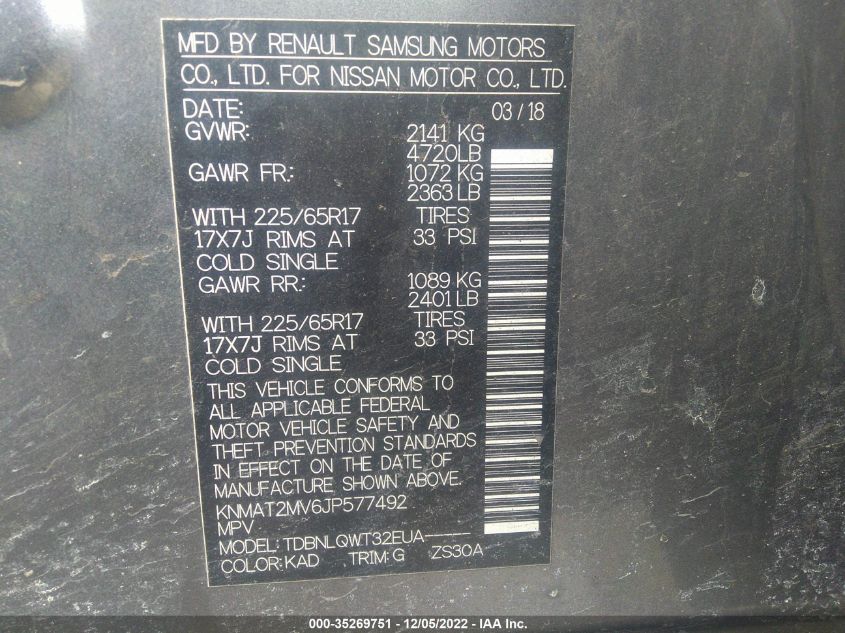 MFD BY RENAULT SAMSUNG MOTORS
CO., LTD. FOR NISSAN MOTOR CO., LTD.
DATE: 03 / 18
GVWR: 2141 KG
4720LB
GAWR FR.: 1072 KG
2363 LB
WITH 225/65R17 TIRES
17X7J RIMS AT 33 PSI
COLD SINGLE
GAWR RR.: 1089 KG
2401 LB
WITH 225/65R17 TIRES
17X7J RIMS AT 33 PSI
COLD SINGLE
THIS VEHICLE CONFORMS TO
ALL APPLICABLE FEDERAL
MOTOR VEHICLE SAFETY AND
THEFT PREVENTION STANDARDS
IN EFFECT ON THE DATE OF
MANUFACTURE SHOWN ABOVE.
KNMAT2MV6JP577492
MPV
MODEL: TDBNLQWT32EUA-----
COLOR: KAD TRIM: G ZS30A
000-35269751 - 12/05/2022 - IAA Inc.